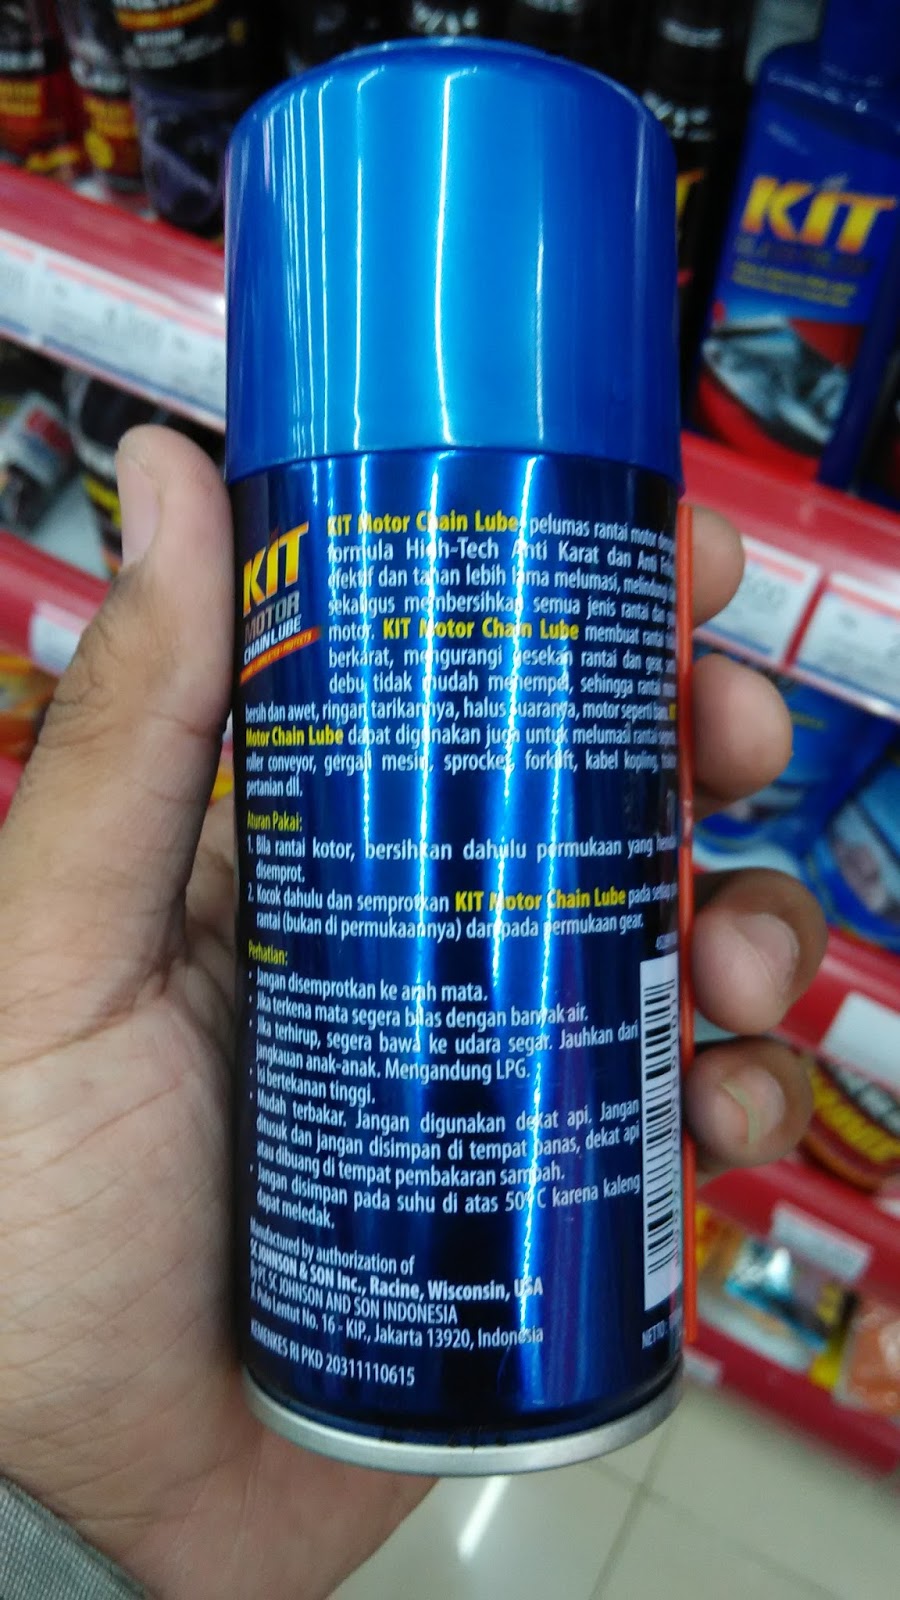 KIT
KIT
MOTOR
CHAIN LUBE
KIT Motor Chain Lube, pelumas rantai motor
formula High-Tech Anti Karat dan Anti
efektif dan tahan lebih lama melumasi, melindungi
sekaligus membersihkan semua jenis rantai dan
motor. KIT Motor Chain Lube membuat rantai
berkarat, mengurangi gesekan rantai dan gear,
debu tidak mudah menempel, sehingga rantai
bersih dan awet, ringan tarikannya, halus suaranya, motor seperti baru.
Motor Chain Lube dapat digunakan juga untuk melumasi rantai
roller conveyor, gergaji mesin, sprocket, forklift, kabel kopling,
pertanian dll.
Aturan Pakai:
1. Bila rantai kotor, bersihkan dahulu permukaan yang
disemprot.
2. Kocok dahulu dan semprotkan KIT Motor Chain Lube pada setiap
rantai (bukan di permukaannya) dan pada permukaan gear.
Perhatian:
• Jangan disemprotkan ke arah mata.
• Jika terkena mata segera bilas dengan banyak air.
• Jika terhirup, segera bawa ke udara segar. Jauhkan dari
jangkauan anak-anak. Mengandung LPG.
• Isi bertekanan tinggi.
• Mudah terbakar. Jangan digunakan dekat api. Jangan
ditusuk dan jangan disimpan di tempat panas, dekat api
atau dibuang di tempat pembakaran sampah.
• Jangan disimpan pada suhu di atas 50°C karena kaleng
dapat meledak.
Manufactured by authorization of
SC JOHNSON & SON Inc., Racine, Wisconsin, USA
by PT. SC JOHNSON AND SON INDONESIA
Jl. Pulo Lentut No. 16 - KIP., Jakarta 13920, Indonesia
KEMENKES RI PKD 20311110615
NETTO